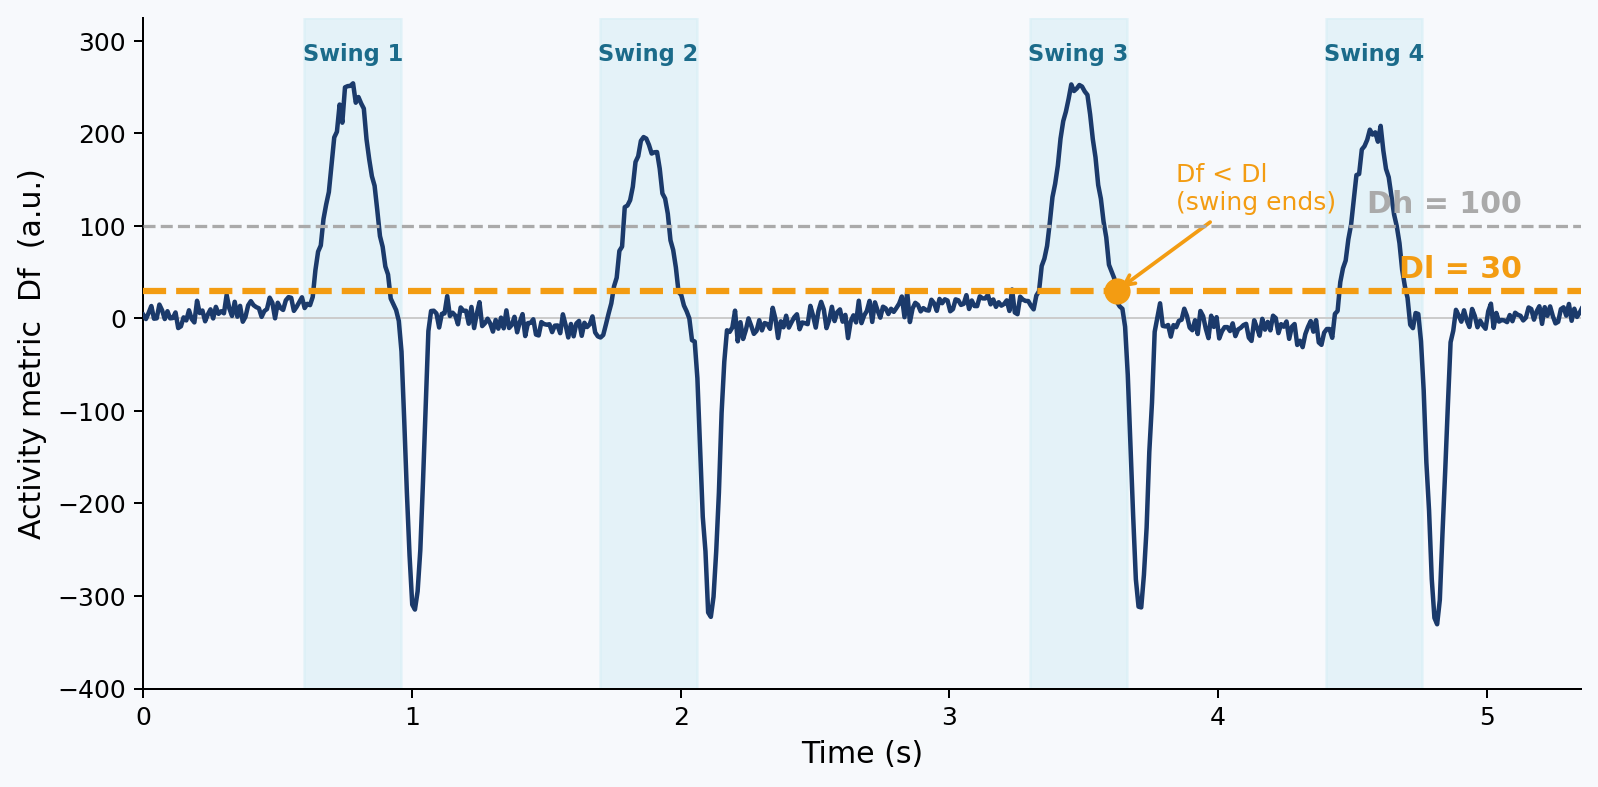 Swing 1
Swing 2
Swing 3
Swing 4
Df < Dl
(swing ends)
Dh = 100
Dl = 30
Activity metric Df (a.u.)
300
200
100
0
−100
−200
−300
−400
0
1
2
3
4
5
Time (s)